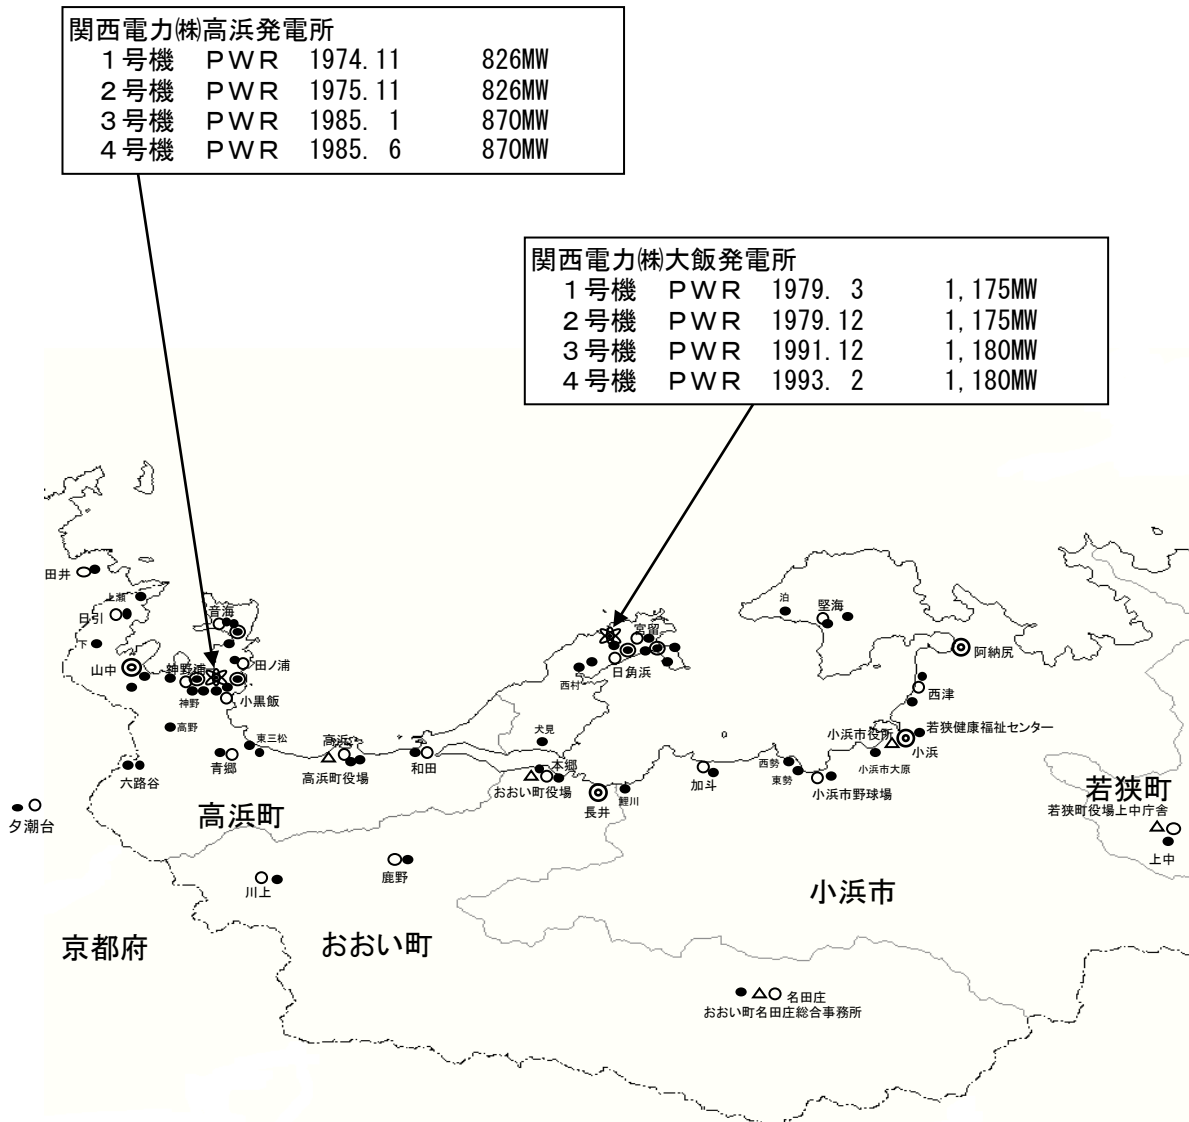 関西電力㈱高浜発電所
1号機 PWR 1974.11 826MW
2号機 PWR 1975.11 826MW
3号機 PWR 1985. 1 870MW
4号機 PWR 1985. 6 870MW
関西電力㈱大飯発電所
1号機 PWR 1979. 3 1,175MW
2号機 PWR 1979.12 1,175MW
3号機 PWR 1991.12 1,180MW
4号機 PWR 1993. 2 1,180MW
田井
上瀬
日引
音海
下
山中
神野浦
田ノ浦
神野
小黒飯
高野
東三松
青郷
六路谷
高浜
高浜町役場
和田
夕潮台
高浜町
川上
鹿野
京都府
おおい町
宮留
日角浜
西村
犬見
本郷
おおい町役場
長井
鯉川
泊
堅海
阿納尻
西津
若狭健康福祉センター
小浜市役所
小浜
小浜市大原
西勢
東勢
加斗
小浜市野球場
若狭町
若狭町役場上中庁舎
上中
小浜市
名田庄
おおい町名田庄総合事務所